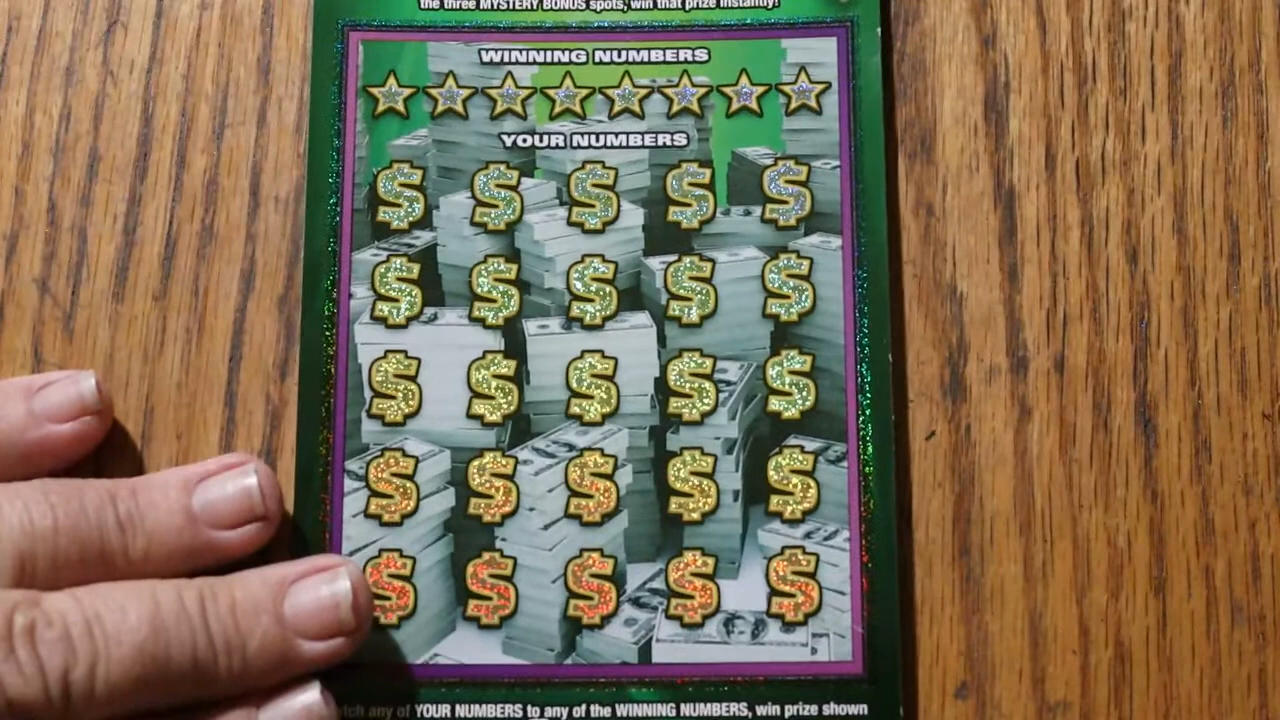 the three MYSTERY BONUS spots, win that prize instantly!
WINNING NUMBERS
YOUR NUMBERS
$ $ $ $ $
$ $ $ $ $
$ $ $ $ $
$ $ $ $ $
$ $ $ $ $
any of YOUR NUMBERS to any of the WINNING NUMBERS, win prize shown